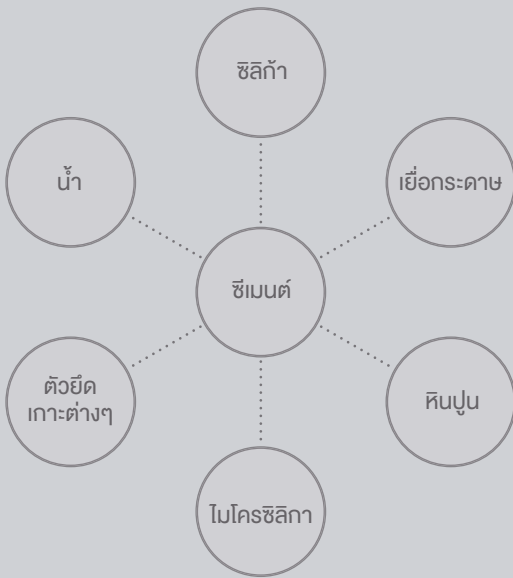 ซิลิก้า
น้ำ
เยื่อกระดาษ
ซีเมนต์
ตัวยึด
เกาะต่างๆ
หินปูน
ไมโครซิลิกา